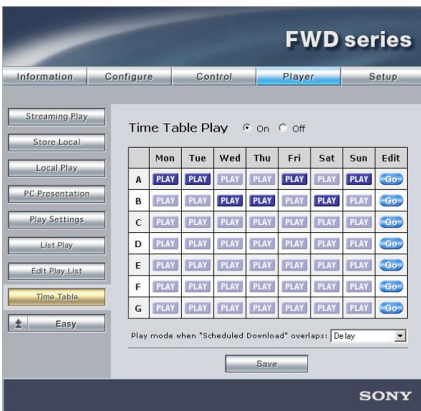 FWD series
Information Configure Control Player Setup
Streaming Play
Store Local
Local Play
PC Presentation
Play Settings
List Play
Edit Play List
Time Table
Easy
Time Table Play On Off
Mon Tue Wed Thu Fri Sat Sun Edit
A PLAY PLAY PLAY PLAY PLAY PLAY PLAY Go
B PLAY PLAY PLAY PLAY PLAY PLAY PLAY Go
C PLAY PLAY PLAY PLAY PLAY PLAY PLAY Go
D PLAY PLAY PLAY PLAY PLAY PLAY PLAY Go
E PLAY PLAY PLAY PLAY PLAY PLAY PLAY Go
F PLAY PLAY PLAY PLAY PLAY PLAY PLAY Go
G PLAY PLAY PLAY PLAY PLAY PLAY PLAY Go
Play mode when "Scheduled Download" overlaps: Delay
Save
SONY